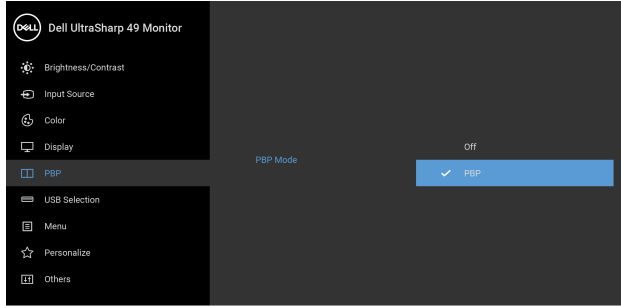 DELL Dell UltraSharp 49 Monitor
Brightness/Contrast
Input Source
Color
Display
Off
PBP Mode
PBP
PBP
USB Selection
Menu
Personalize
Others